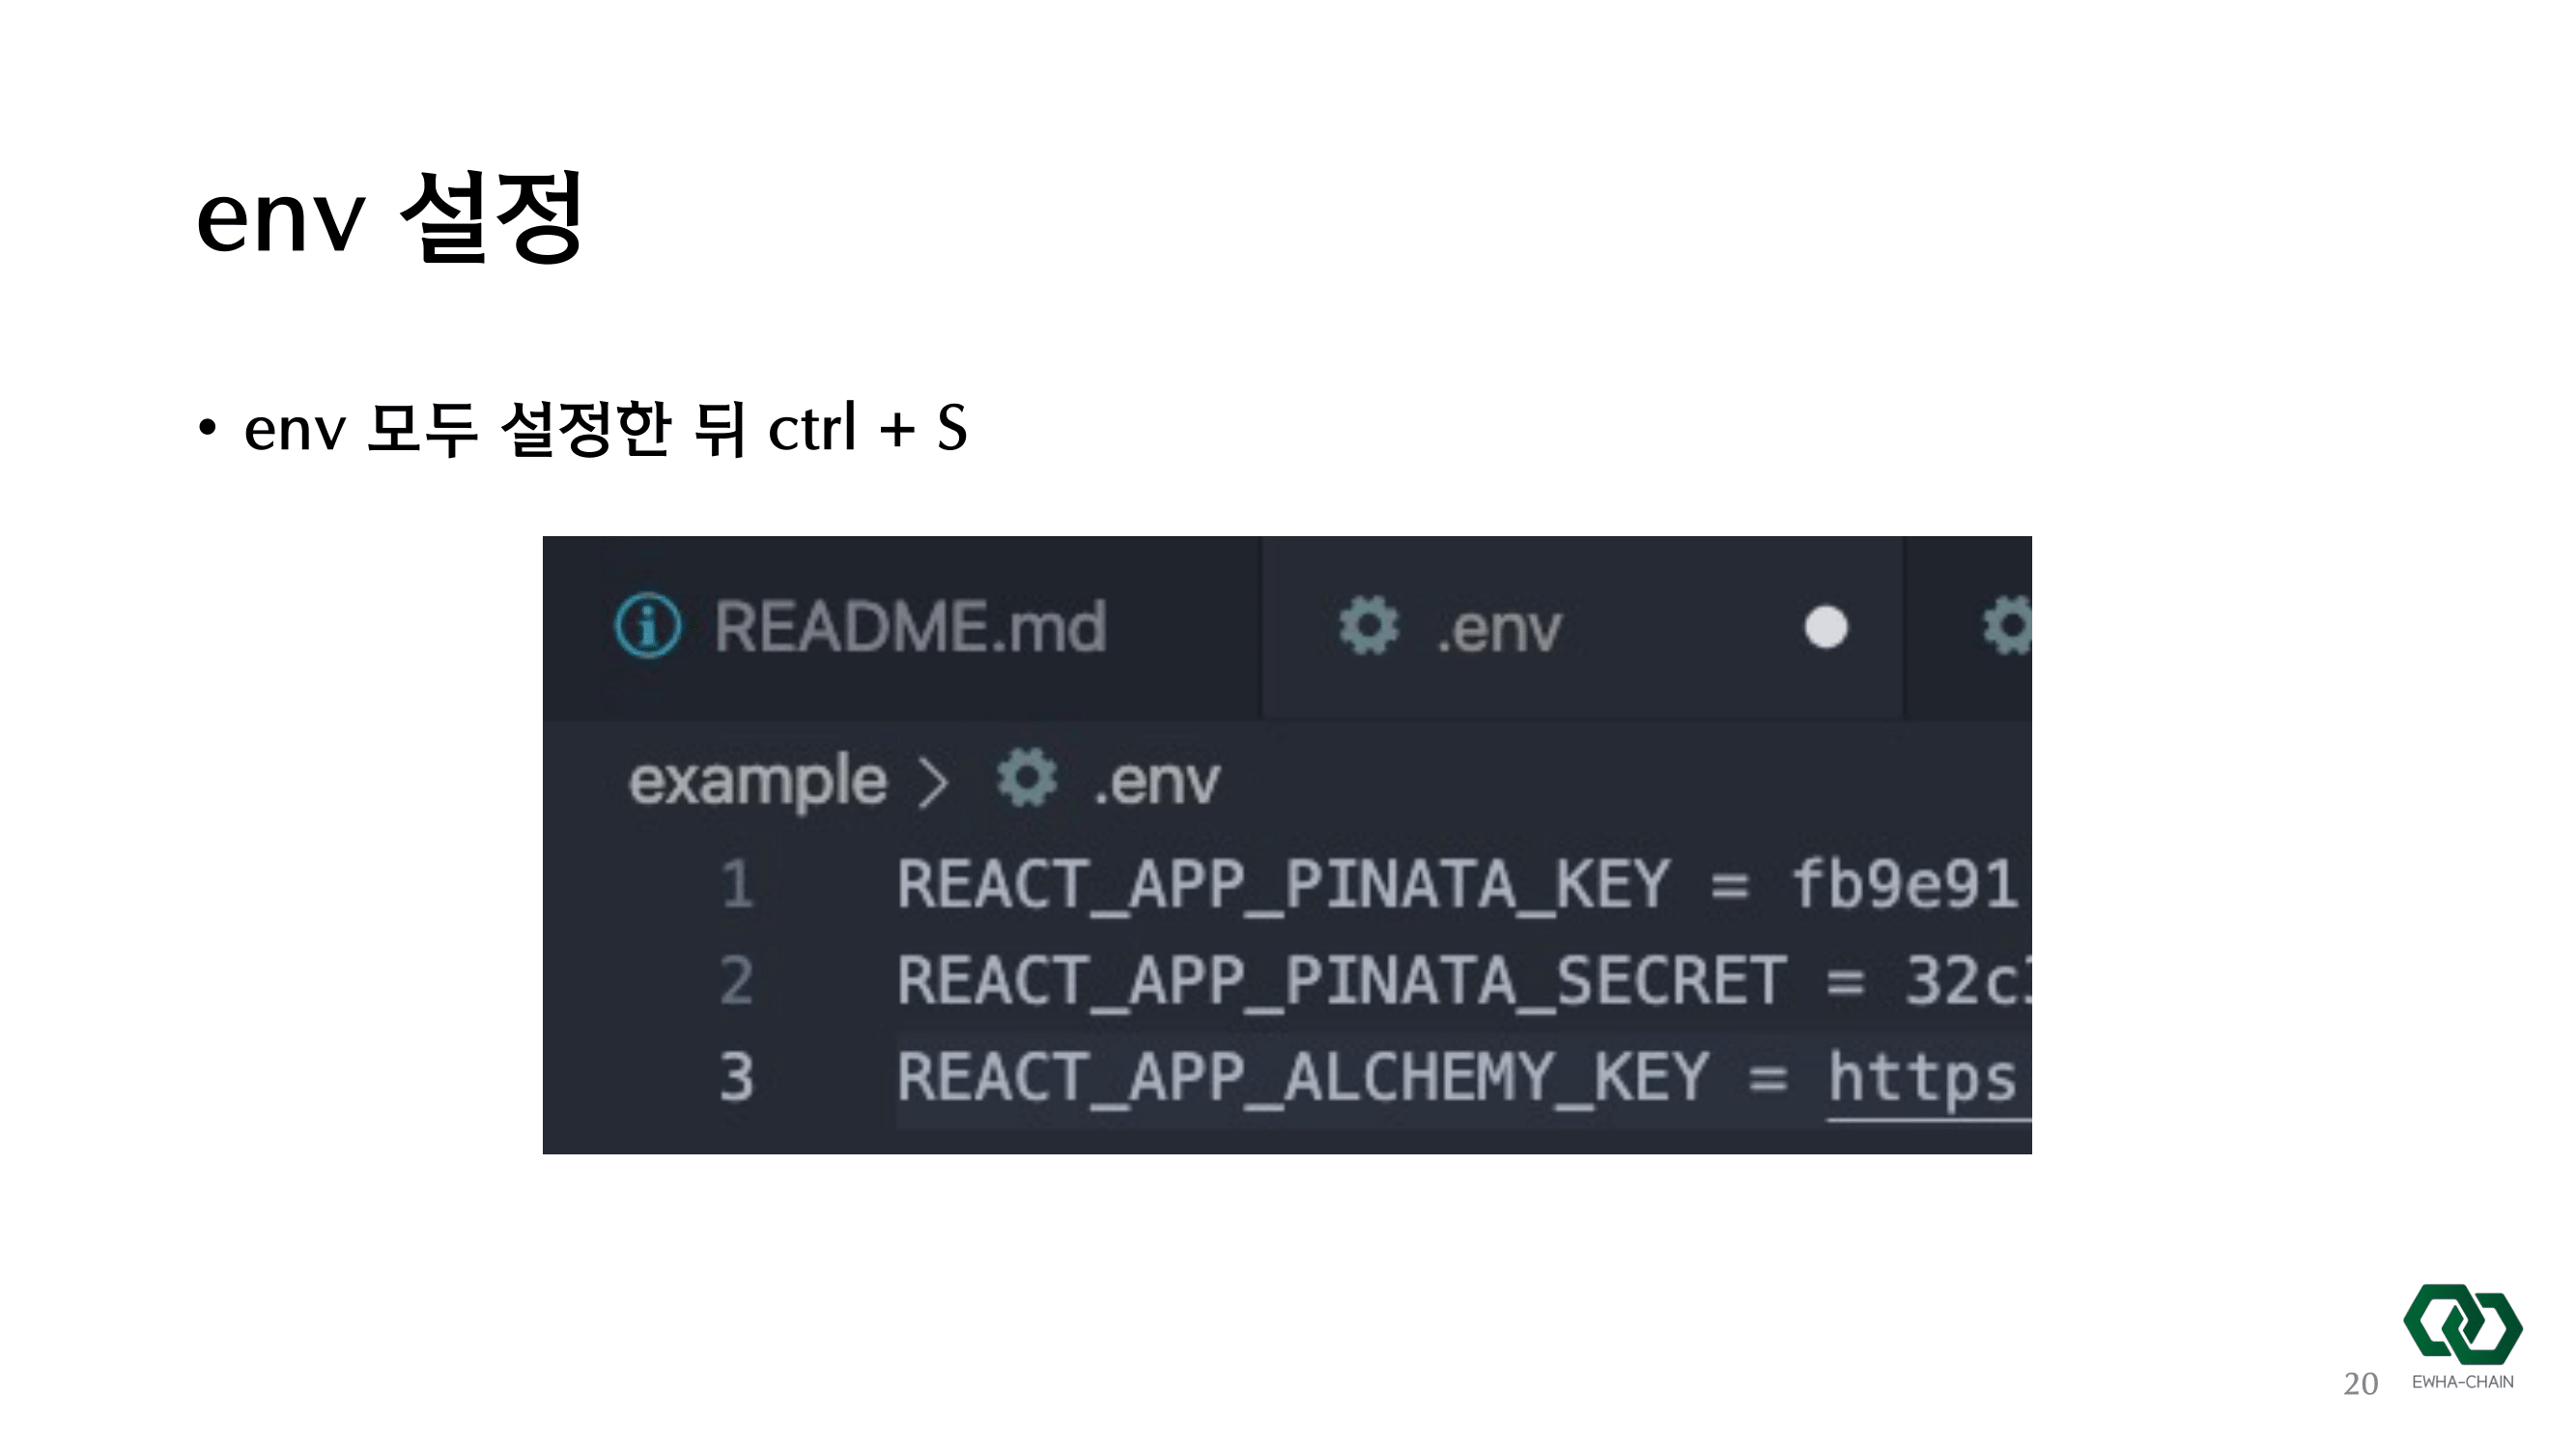 env 설정
• env 모두 설정한 뒤 ctrl + S
README.md .env
example > .env
1 REACT_APP_PINATA_KEY = fb9e91
2 REACT_APP_PINATA_SECRET = 32c
3 REACT_APP_ALCHEMY_KEY = https
20
EWHA-CHAIN